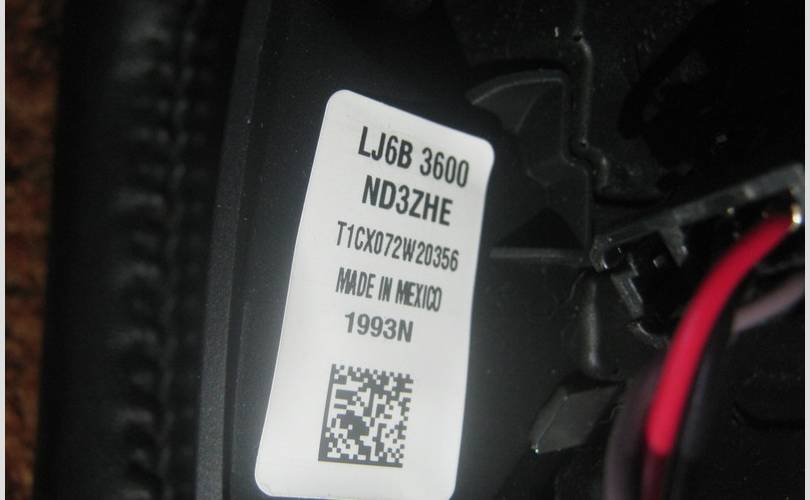 LJ6B 3600
ND3ZHE
T1CX072W20356
MADE IN MEXICO
1993N